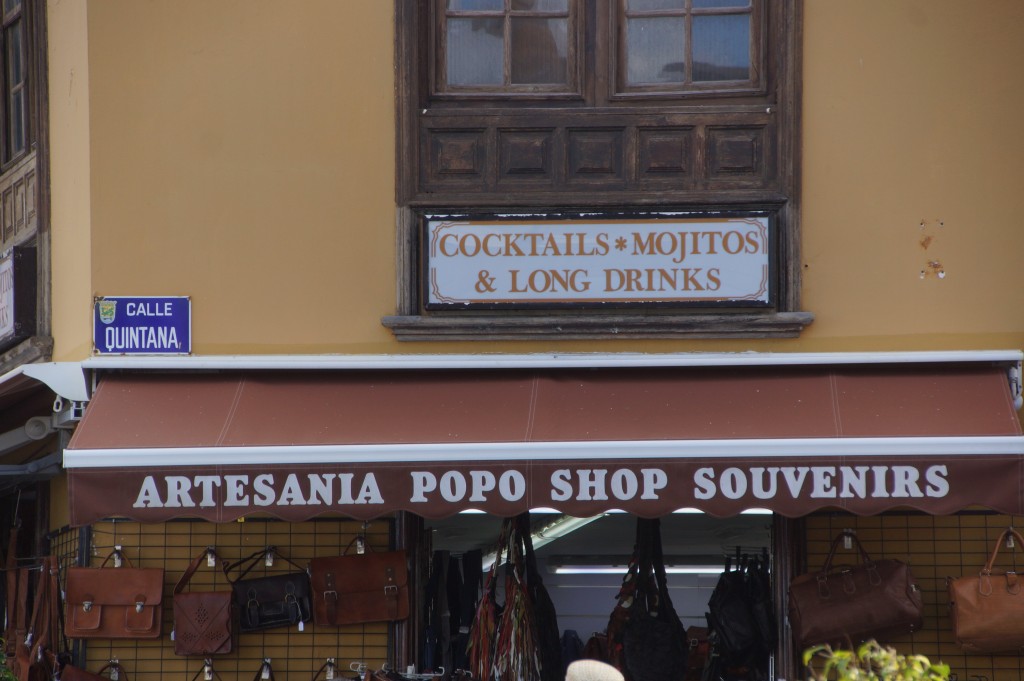 COCKTAILS * MOJITOS
& LONG DRINKS
CALLE
QUINTANA
ARTESANIA POPO SHOP SOUVENIRS